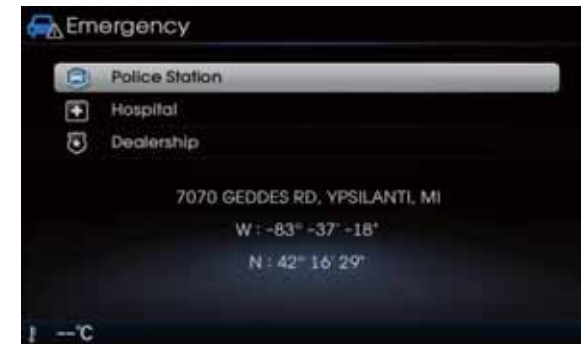 Emergency
Police Station
Hospital
Dealership
7070 GEDDES RD, YPSILANTI, MI
W : -83° -37' -18"
N : 42° 16' 29"
--°C